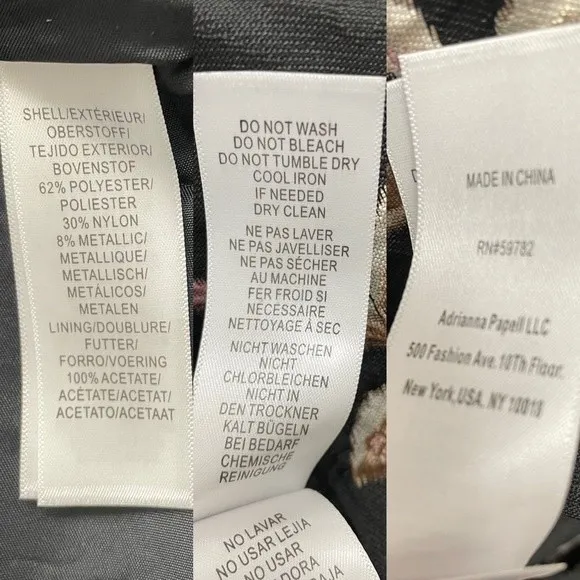 SHELL/EXTÉRIEUR/
OBERSTOFF/
TEJIDO EXTERIOR/
BOVENSTOF
62% POLYESTER/
POLIESTER
30% NYLON
8% METALLIC/
METALLIQUE/
METALLISCH/
METÁLICOS/
METALEN
LINING/DOUBLURE/
FUTTER/
FORRO/VOERING
100% ACETATE/
ACÉTATE/ACETAT/
ACETATO/ACETAAT
DO NOT WASH
DO NOT BLEACH
DO NOT TUMBLE DRY
COOL IRON
IF NEEDED
DRY CLEAN
NE PAS LAVER
NE PAS JAVELLISER
NE PAS SÉCHER
AU MACHINE
FER FROID SI
NÉCESSAIRE
NETTOYAGE À SEC
NICHT WASCHEN
NICHT
CHLORBLEICHEN
NICHT IN
DEN TROCKNER
KALT BÜGELN
BEI BEDARF
CHEMISCHE
REINIGUNG
NO LAVAR
NO USAR LEJIA
NO USAR
MADE IN CHINA
RN#59782
Adrianna Papell LLC
500 Fashion Ave. 10Th Floor.
New York,USA. NY 10018